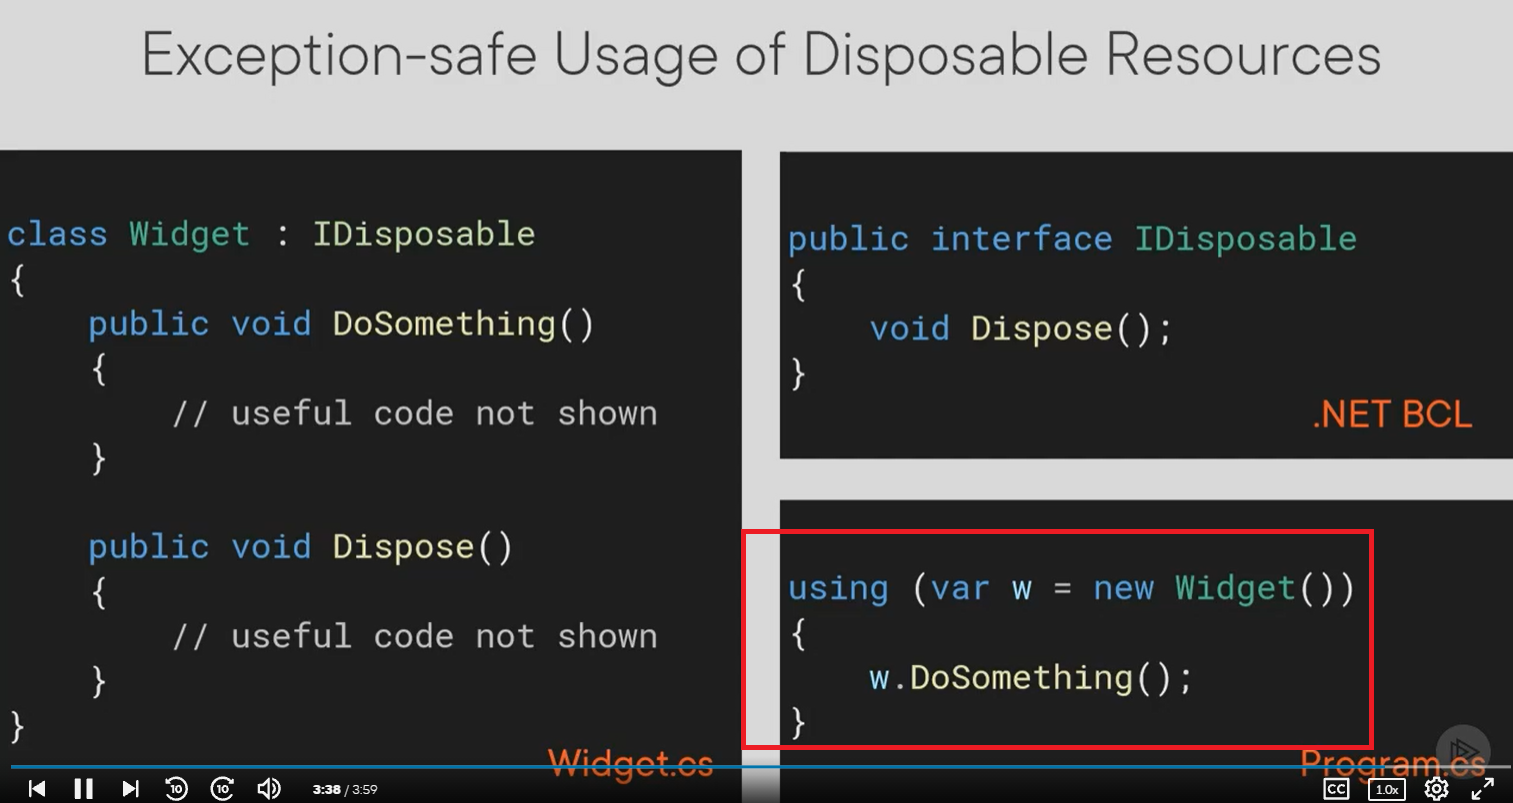 Exception-safe Usage of Disposable Resources
class Widget : IDisposable
{
public void DoSomething()
{
// useful code not shown
}
public void Dispose()
{
// useful code not shown
}
}
Widget.cs
public interface IDisposable
{
void Dispose();
}
.NET BCL
using (var w = new Widget())
{
w.DoSomething();
}
Program.cs
10
10
3:38 / 3:59
CC
1.0x